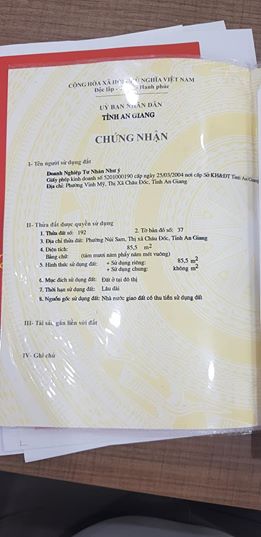 CỘNG HÒA XÃ HỘI CHỦ NGHĨA VIỆT NAM
Độc lập - Hạnh phúc
UỶ BAN NHÂN DÂN
TỈNH AN GIANG
CHỨNG NHẬN
I- Tên người sử dụng đất
Doanh Nghiệp Tư Nhân Như ý
Giấy phép kinh doanh số 5201000190 cấp ngày 25/03/2004 nơi cấp Sở KH&ĐT Tỉnh An Giang
Địa chỉ: Phường Vĩnh Mỹ, Thị Xã Châu Đốc, Tỉnh An Giang
II- Thửa đất được quyền sử dụng
1. Thửa đất số: 192 2. Tờ bản đồ số: 37
3. Địa chỉ thửa đất: Phường Núi Sam, Thị xã Châu Đốc, Tỉnh An Giang
4. Diện tích: 85,5 m2
Bằng chữ: (tám mươi năm phẩy năm mét vuông)
5. Hình thức sử dụng đất: + Sử dụng riêng: 85,5 m2
+ Sử dụng chung: không m2
6. Mục đích sử dụng đất: Đất ở tại đô thị
7. Thời hạn sử dụng đất: Lâu dài
8. Nguồn gốc sử dụng đất: Nhà nước giao đất có thu tiền sử dụng đất
III- Tài sản gắn liền với đất
IV- Ghi chú